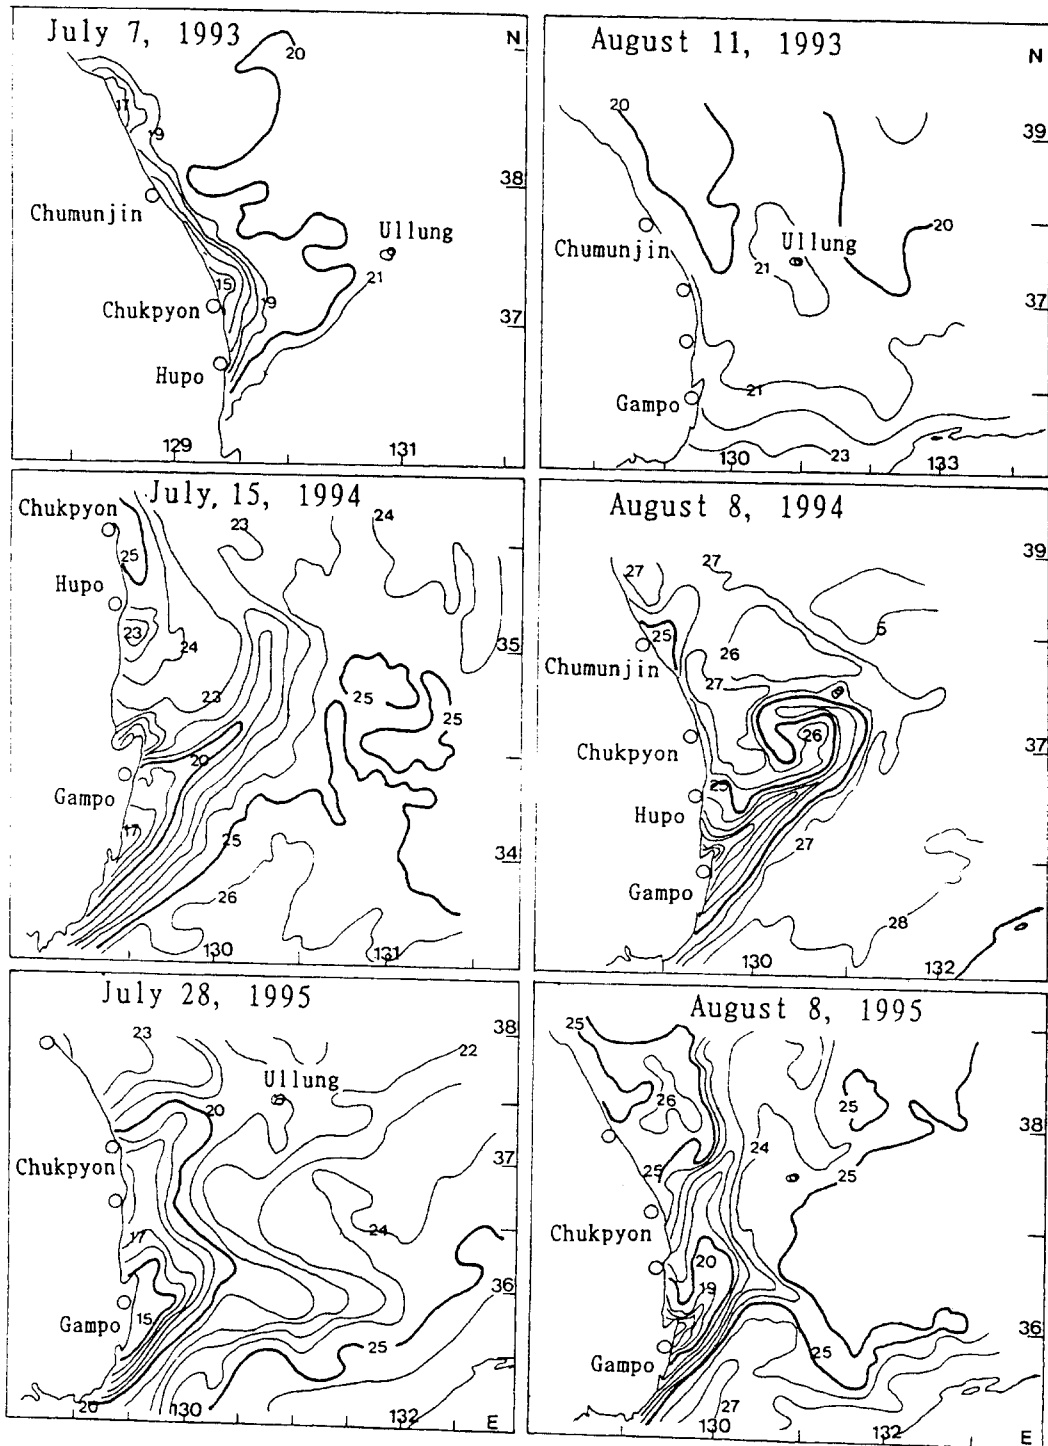 July 7, 1993
N
20
17
19
38
Chumunjin
Ullung
15
19
21
Chukpyon
37
Hupo
129
131
August 11, 1993
N
20
39
Chumunjin
Ullung
20
21
37
21
Gampo
130
23
133
July, 15, 1994
Chukpyon
23
24
25
Hupo
23
24
35
23
25
25
20
Gampo
17
25
34
26
130
131
August 8, 1994
39
27
27
25
26
5
Chumunjin
27
26
37
Chukpyon
25
Hupo
27
Gampo
28
130
132
July 28, 1995
38
23
22
Ullung
20
Chukpyon
37
24
17
36
15
Gampo
25
20
130
132
E
August 8, 1995
25
26
25
38
24
25
25
Chukpyon
20
19
36
Gampo
25
27
130
132
E